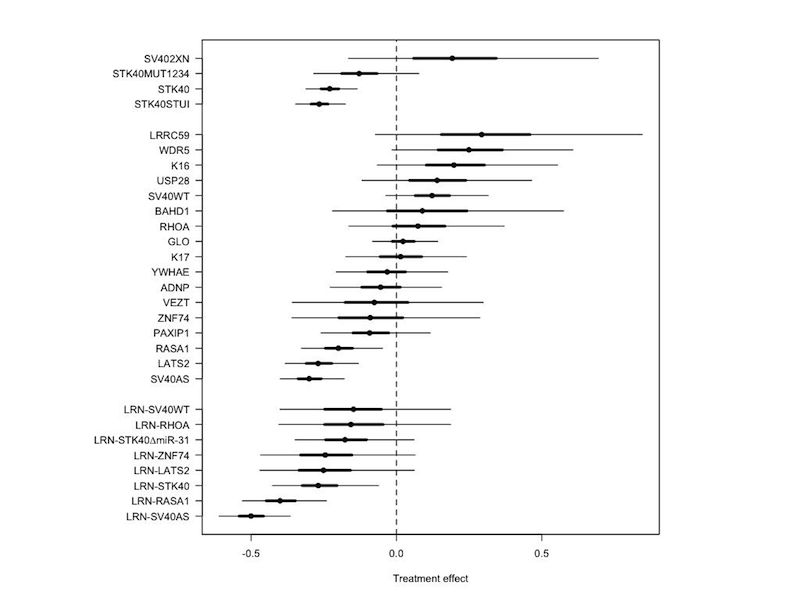 SV402XN
STK40MUT1234
STK40
STK40STUI
LRRC59
WDR5
K16
USP28
SV40WT
BAHD1
RHOA
GLO
K17
YWHAE
ADNP
VEZT
ZNF74
PAXIP1
RASA1
LATS2
SV40AS
LRN-SV40WT
LRN-RHOA
LRN-STK40ΔmiR-31
LRN-ZNF74
LRN-LATS2
LRN-STK40
LRN-RASA1
LRN-SV40AS
-0.5 0.0 0.5
Treatment effect